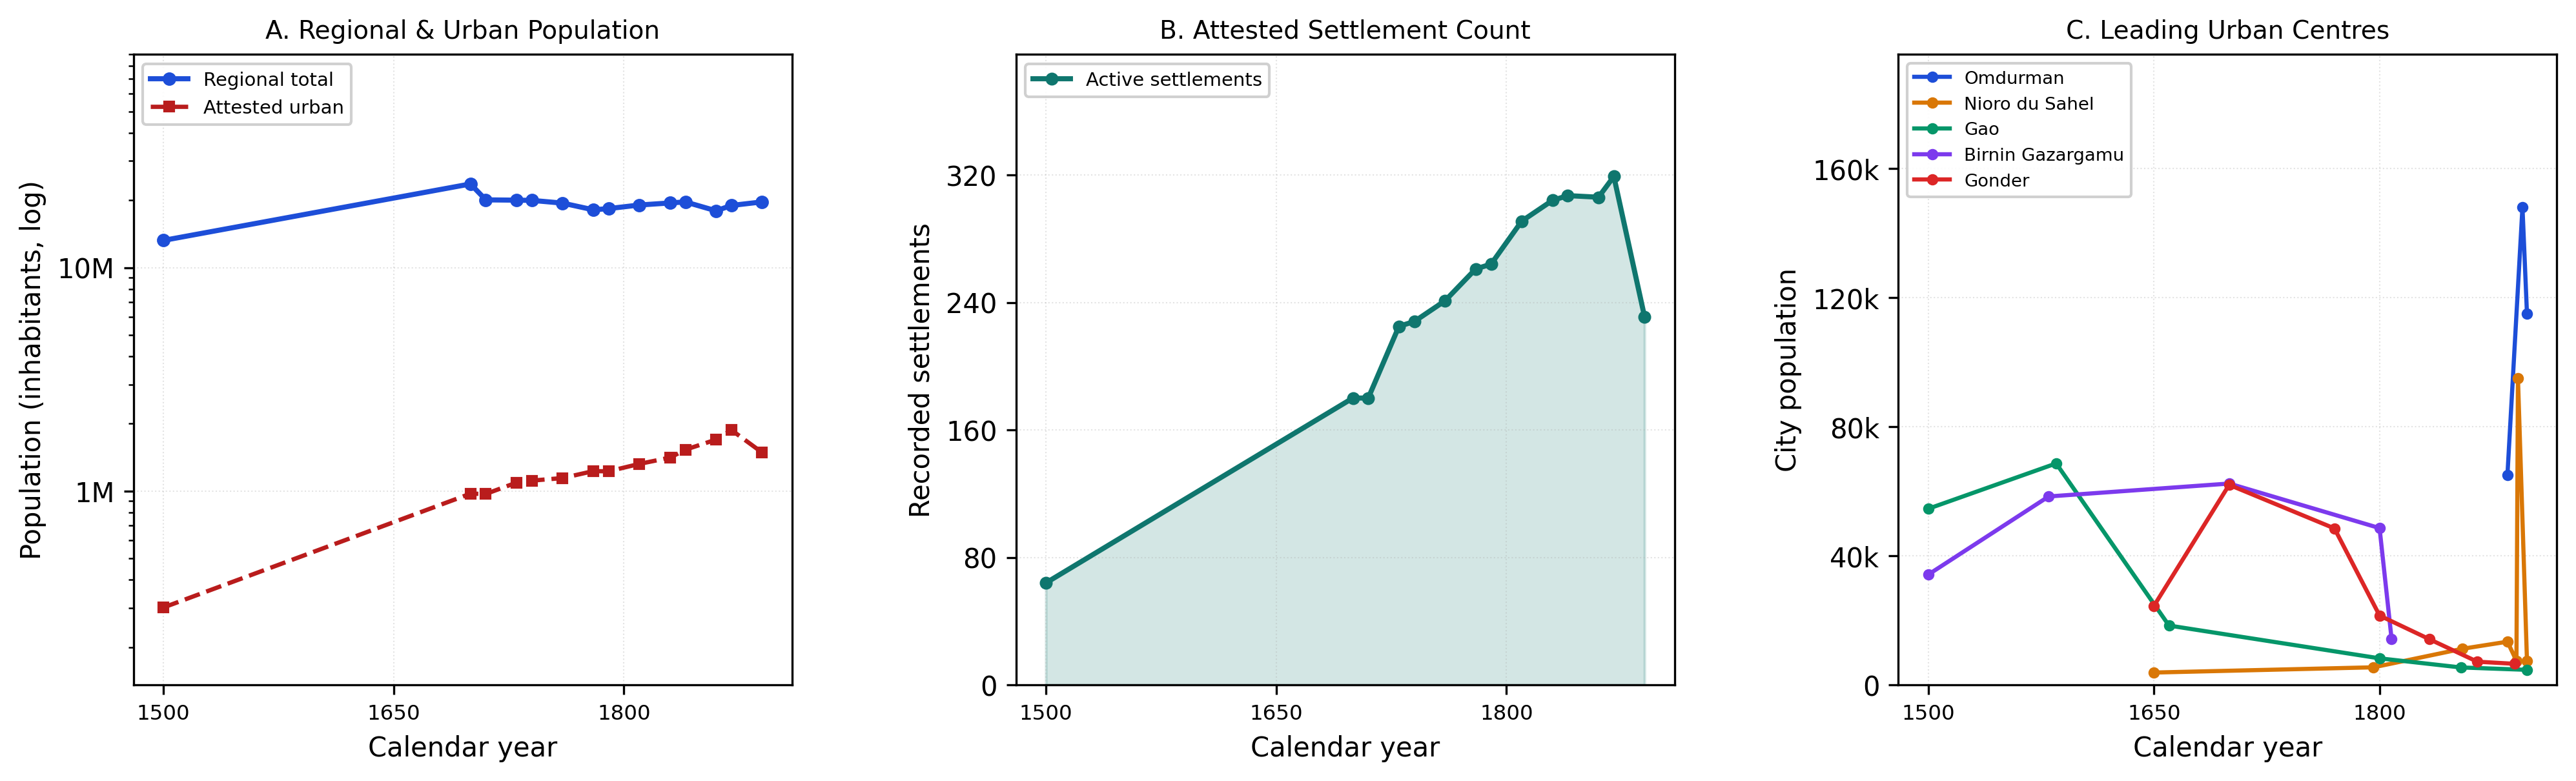 A. Regional & Urban Population
Regional total
Attested urban
Population (inhabitants, log)
10M
1M
1500
1650
1800
Calendar year
B. Attested Settlement Count
Active settlements
Recorded settlements
320
240
160
80
0
1500
1650
1800
Calendar year
C. Leading Urban Centres
Omdurman
Nioro du Sahel
Gao
Birnin Gazargamu
Gonder
City population
160k
120k
80k
40k
0
1500
1650
1800
Calendar year